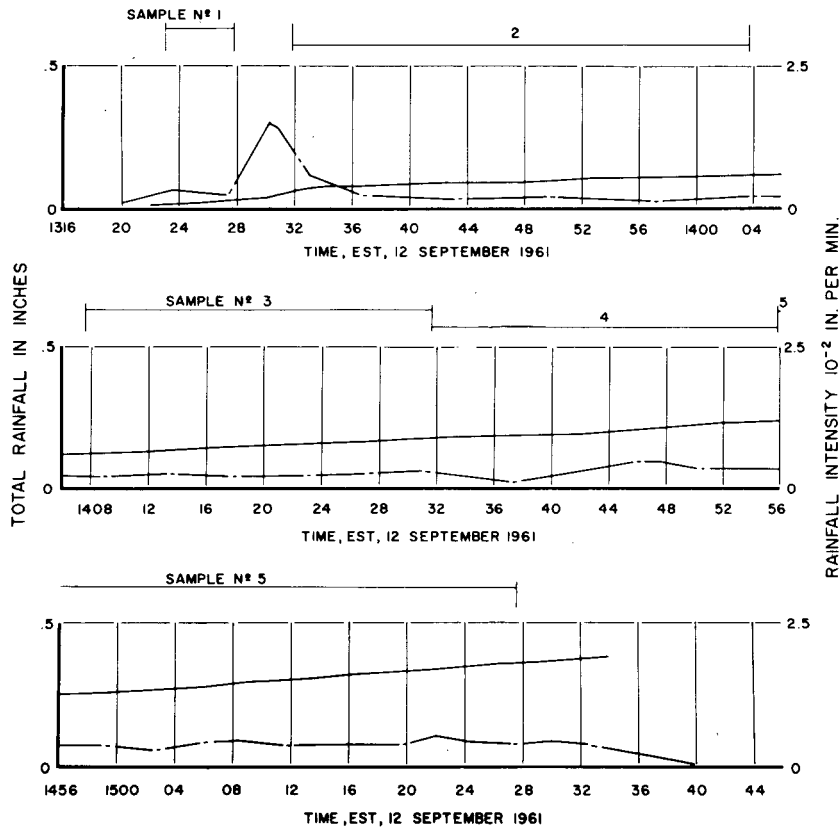 SAMPLE Nº 1
2
.5 2.5
0 0
1316 20 24 28 32 36 40 44 48 52 56 1400 04
TIME, EST, 12 SEPTEMBER 1961
SAMPLE Nº 3
4
5
.5 2.5
0 0
1408 12 16 20 24 28 32 36 40 44 48 52 56
TIME, EST, 12 SEPTEMBER 1961
SAMPLE Nº 5
.5 2.5
0 0
1456 1500 04 08 12 16 20 24 28 32 36 40 44
TIME, EST, 12 SEPTEMBER 1961
TOTAL RAINFALL IN INCHES
RAINFALL INTENSITY 10⁻² IN. PER MIN.